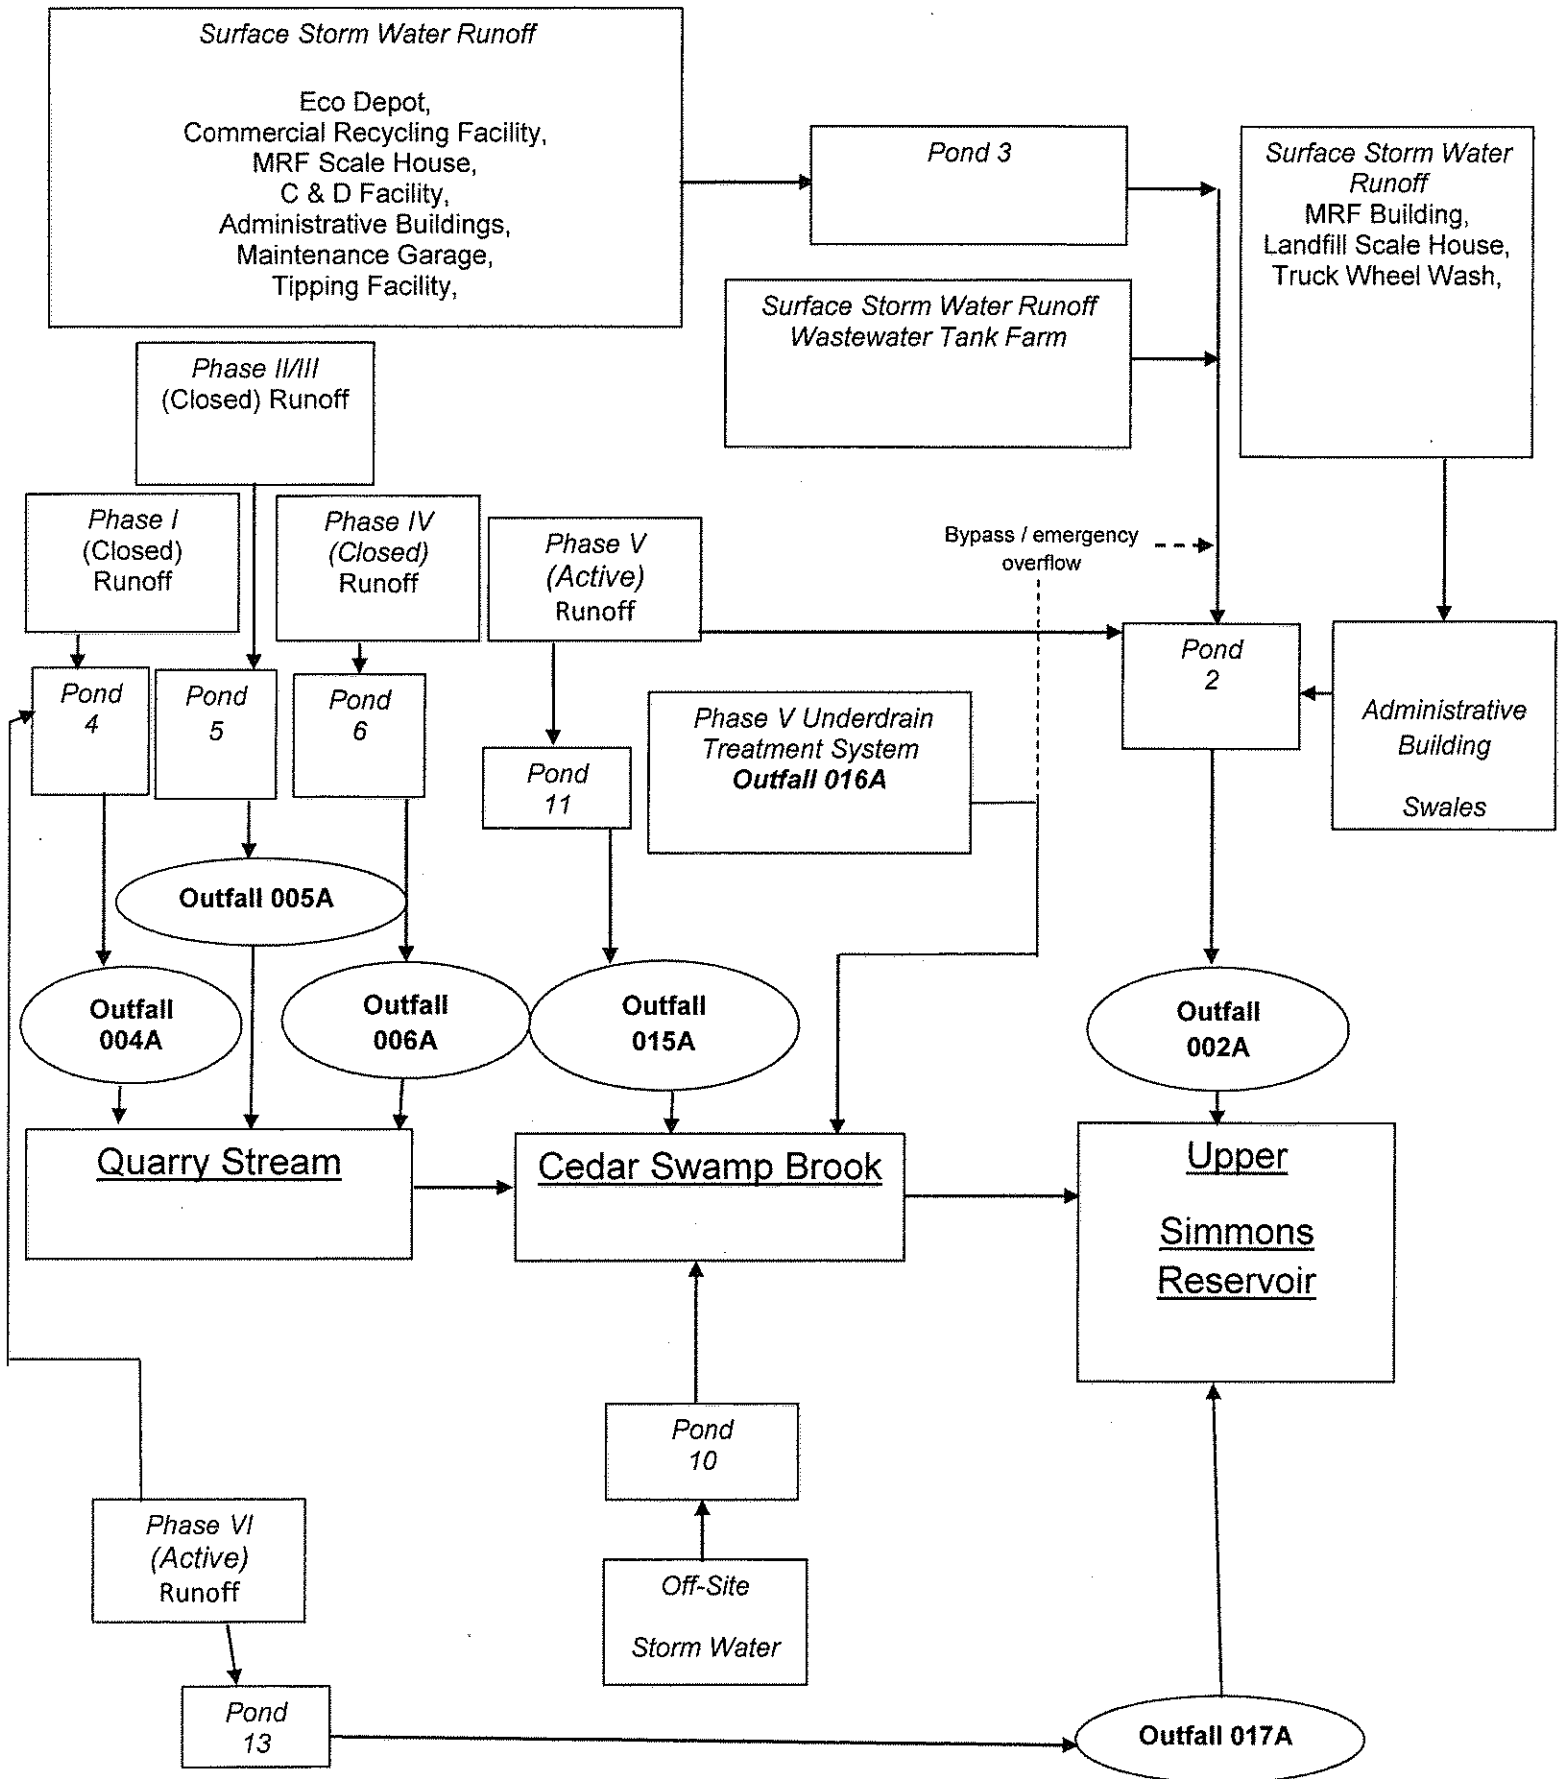 Surface Storm Water Runoff
Eco Depot,
Commercial Recycling Facility,
MRF Scale House,
C & D Facility,
Administrative Buildings,
Maintenance Garage,
Tipping Facility,
Pond 3
Surface Storm Water
Runoff
MRF Building,
Landfill Scale House,
Truck Wheel Wash,
Surface Storm Water Runoff
Wastewater Tank Farm
Phase II/III
(Closed) Runoff
Phase I
(Closed)
Runoff
Phase IV
(Closed)
Runoff
Phase V
(Active)
Runoff
Bypass / emergency
overflow
Pond
4
Pond
5
Pond
6
Pond
11
Phase V Underdrain
Treatment System
Outfall 016A
Pond
2
Administrative
Building
Swales
Outfall 005A
Outfall
004A
Outfall
006A
Outfall
015A
Outfall
002A
Quarry Stream
Cedar Swamp Brook
Upper
Simmons
Reservoir
Pond
10
Phase VI
(Active)
Runoff
Off-Site
Storm Water
Pond
13
Outfall 017A